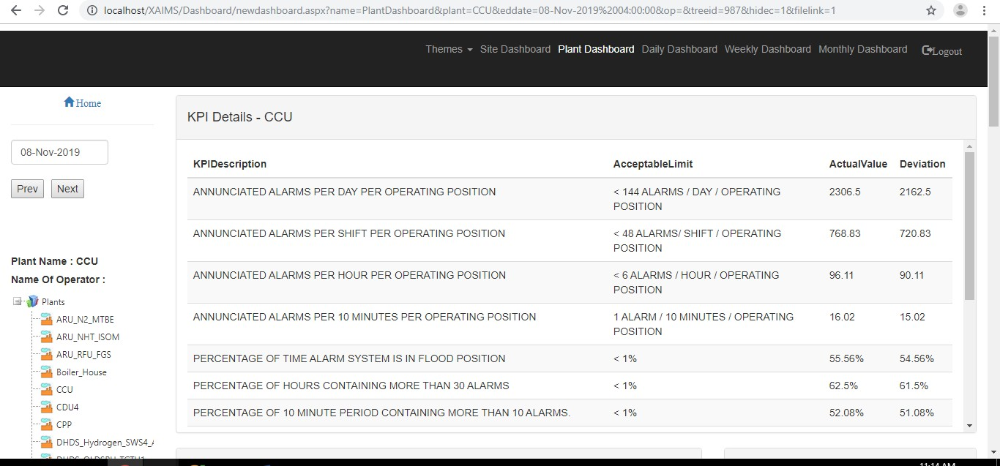 localhost/XAIMS/Dashboard/newdashboard.aspx?name=PlantDashboard&plant=CCU&eddate=08-Nov-2019%2004:00:00&op=&treeid=987&hidec=1&filelink=1
Themes Site Dashboard Plant Dashboard Daily Dashboard Weekly Dashboard Monthly Dashboard Logout
Home
08-Nov-2019
Prev Next
Plant Name : CCU
Name Of Operator :
Plants
ARU_N2_MTBE
ARU_NHT_ISOM
ARU_RFU_FGS
Boiler_House
CCU
CDU4
CPP
DHDS_Hydrogen_SWS4_
KPI Details - CCU
KPIDescription AcceptableLimit ActualValue Deviation
ANNUNCIATED ALARMS PER DAY PER OPERATING POSITION < 144 ALARMS / DAY / OPERATING 2306.5 2162.5
POSITION
ANNUNCIATED ALARMS PER SHIFT PER OPERATING POSITION < 48 ALARMS/ SHIFT / OPERATING 768.83 720.83
POSITION
ANNUNCIATED ALARMS PER HOUR PER OPERATING POSITION < 6 ALARMS / HOUR / OPERATING 96.11 90.11
POSITION
ANNUNCIATED ALARMS PER 10 MINUTES PER OPERATING POSITION 1 ALARM / 10 MINUTES / OPERATING 16.02 15.02
POSITION
PERCENTAGE OF TIME ALARM SYSTEM IS IN FLOOD POSITION < 1% 55.56% 54.56%
PERCENTAGE OF HOURS CONTAINING MORE THAN 30 ALARMS < 1% 62.5% 61.5%
PERCENTAGE OF 10 MINUTE PERIOD CONTAINING MORE THAN 10 ALARMS. < 1% 52.08% 51.08%
11:14 AM